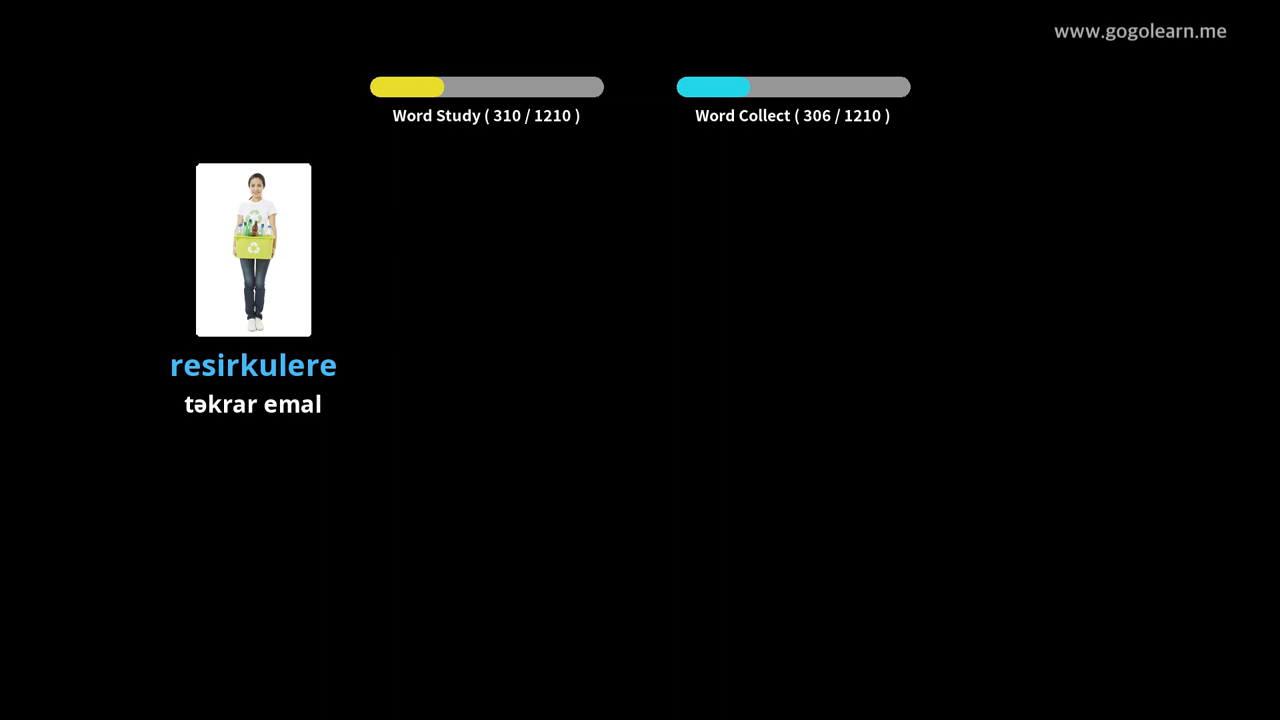 www.gogolearn.me
Word Study ( 310 / 1210 )
Word Collect ( 306 / 1210 )
resirkulere
təkrar emal